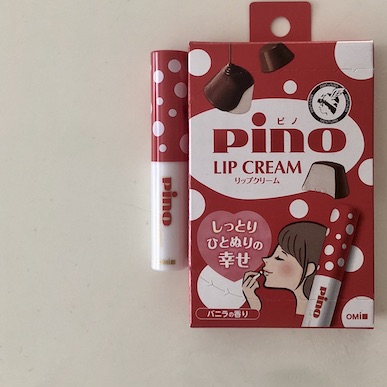 ピノ
pino
LIP CREAM
リップクリーム
しっとり
ひとぬりの
幸せ
バニラの香り
pino
OMI
pino